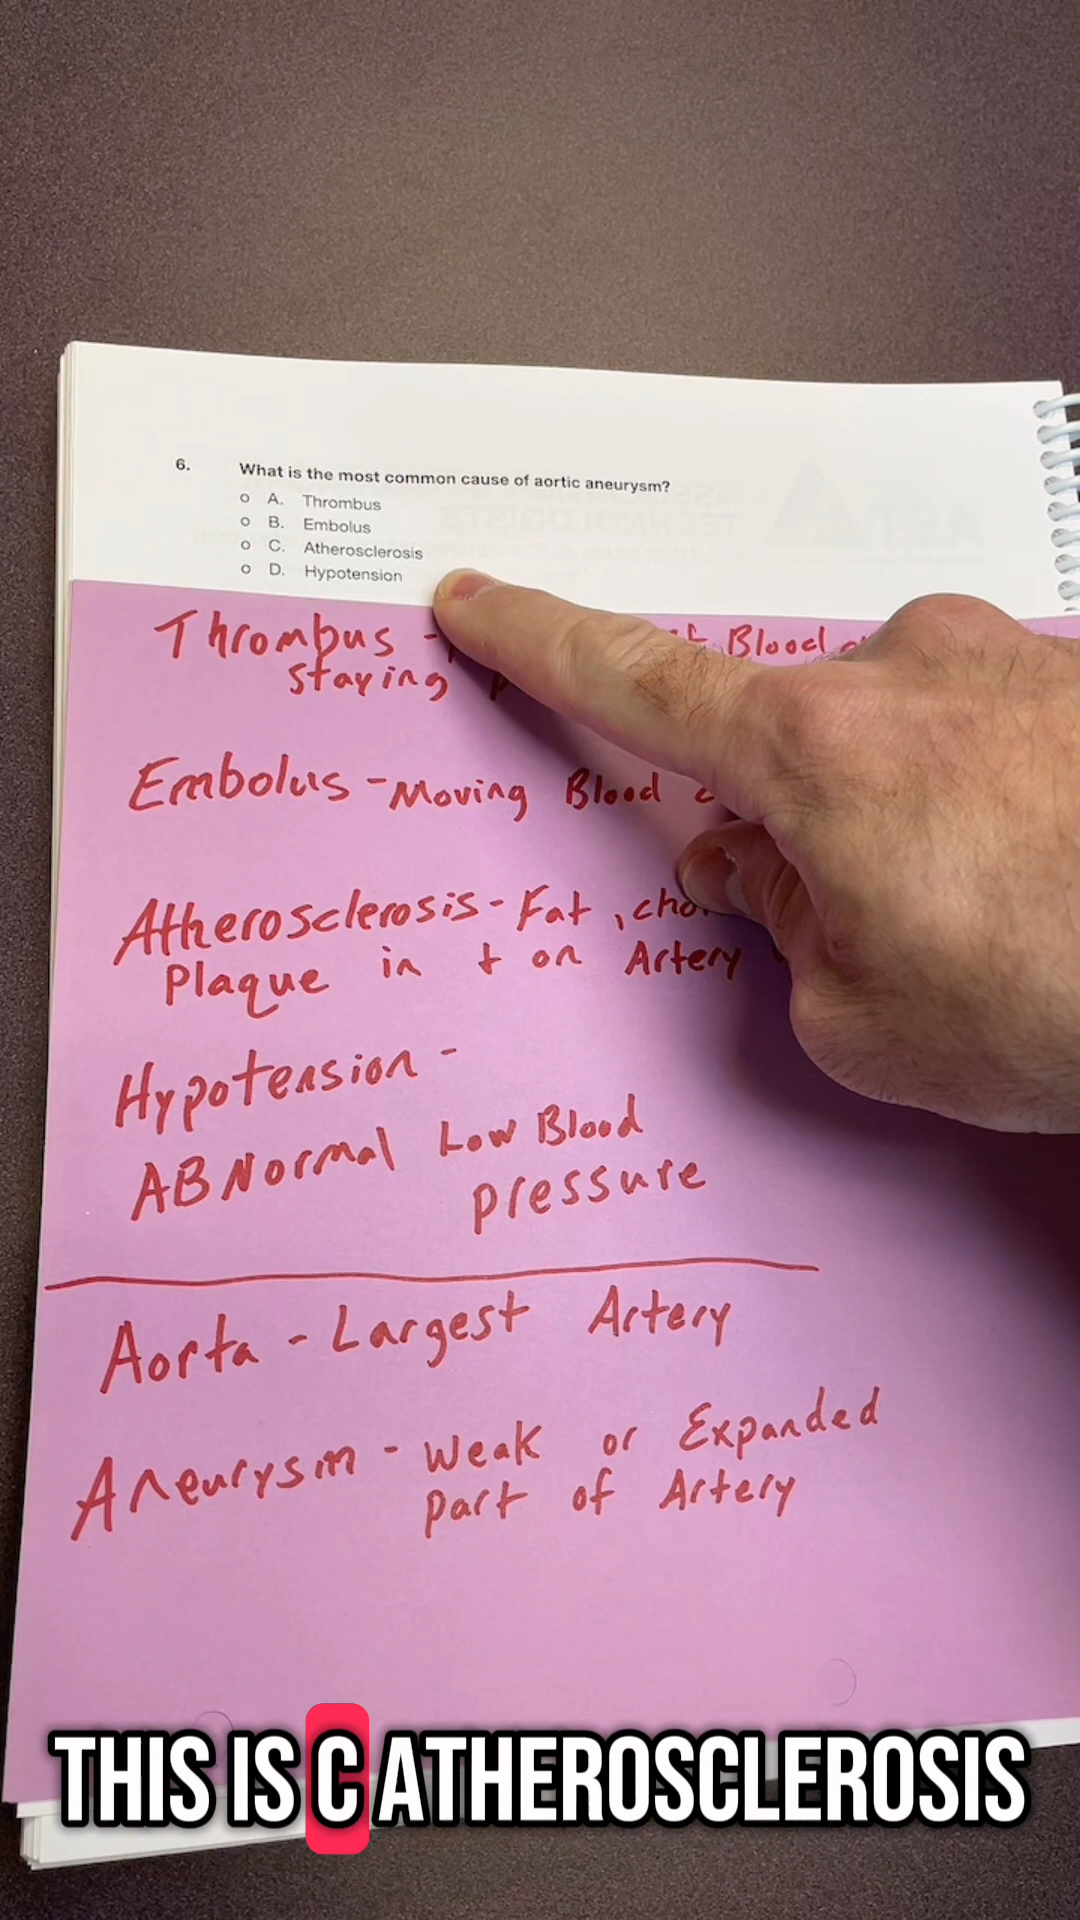 6. What is the most common cause of aortic aneurysm?
o A. Thrombus
o B. Embolus
o C. Atherosclerosis
o D. Hypotension
Thrombus - Blood
staying
Embolus - Moving Blood
Atherosclerosis - Fat,
Plaque in + on Artery
Hypotension -
ABNormal Low Blood
pressure
Aorta - Largest Artery
Aneurysm - weak or Expanded
part of Artery
THIS IS C ATHEROSCLEROSIS